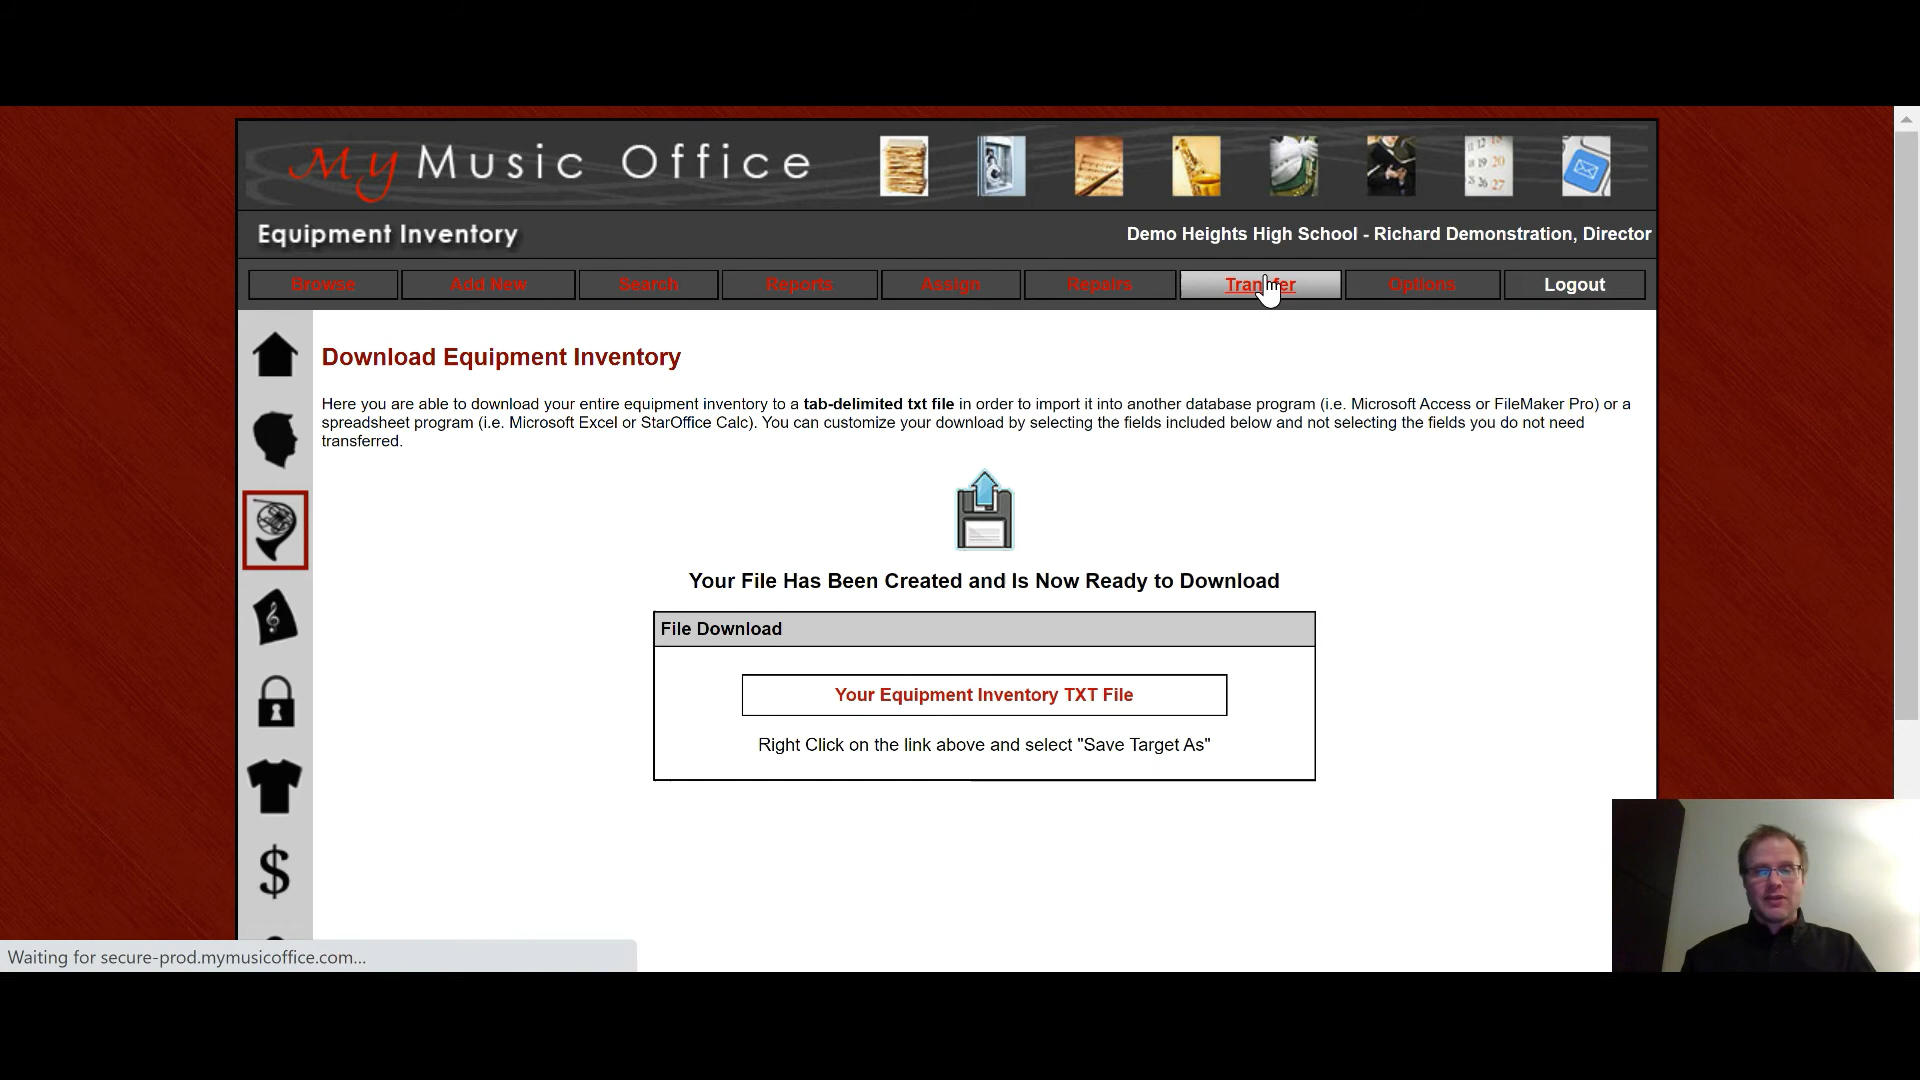 My Music Office
Equipment Inventory
Demo Heights High School - Richard Demonstration, Director
Browse
Add New
Search
Reports
Assign
Repairs
Transfer
Options
Logout
Download Equipment Inventory
Here you are able to download your entire equipment inventory to a tab-delimited txt file in order to import it into another database program (i.e. Microsoft Access or FileMaker Pro) or a
spreadsheet program (i.e. Microsoft Excel or StarOffice Calc). You can customize your download by selecting the fields included below and not selecting the fields you do not need
transferred.
Your File Has Been Created and Is Now Ready to Download
File Download
Your Equipment Inventory TXT File
Right Click on the link above and select "Save Target As"
Waiting for secure-prod.mymusicoffice.com...